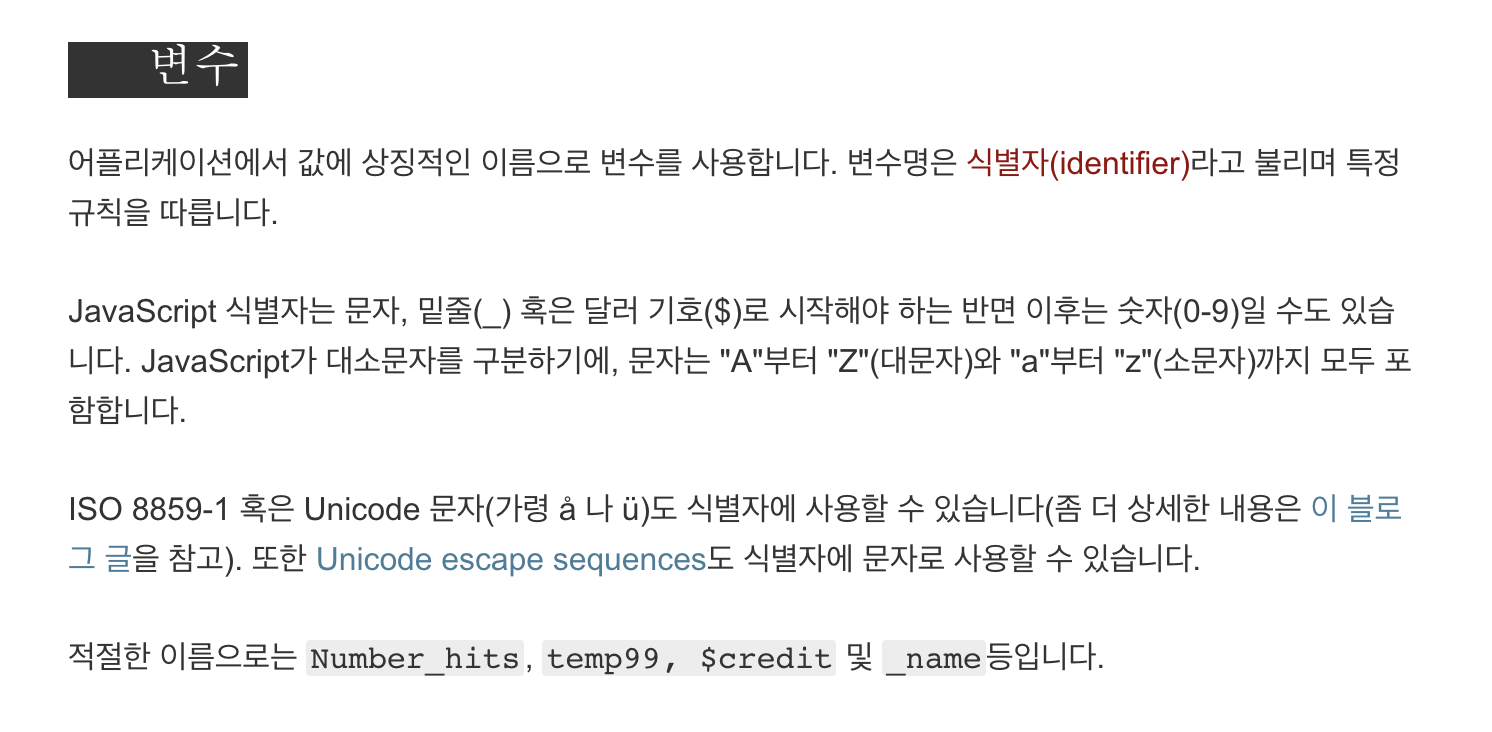 변수
어플리케이션에서 값에 상징적인 이름으로 변수를 사용합니다. 변수명은 식별자(identifier)라고 불리며 특정
규칙을 따릅니다.
JavaScript 식별자는 문자, 밑줄(_) 혹은 달러 기호($)로 시작해야 하는 반면 이후는 숫자(0-9)일 수도 있습
니다. JavaScript가 대소문자를 구분하기에, 문자는 "A"부터 "Z"(대문자)와 "a"부터 "z"(소문자)까지 모두 포
함합니다.
ISO 8859-1 혹은 Unicode 문자(가령 å 나 ü)도 식별자에 사용할 수 있습니다(좀 더 상세한 내용은 이 블로
그 글을 참고). 또한 Unicode escape sequences도 식별자에 문자로 사용할 수 있습니다.
적절한 이름으로는 Number_hits, temp99, $credit 및 _name등입니다.